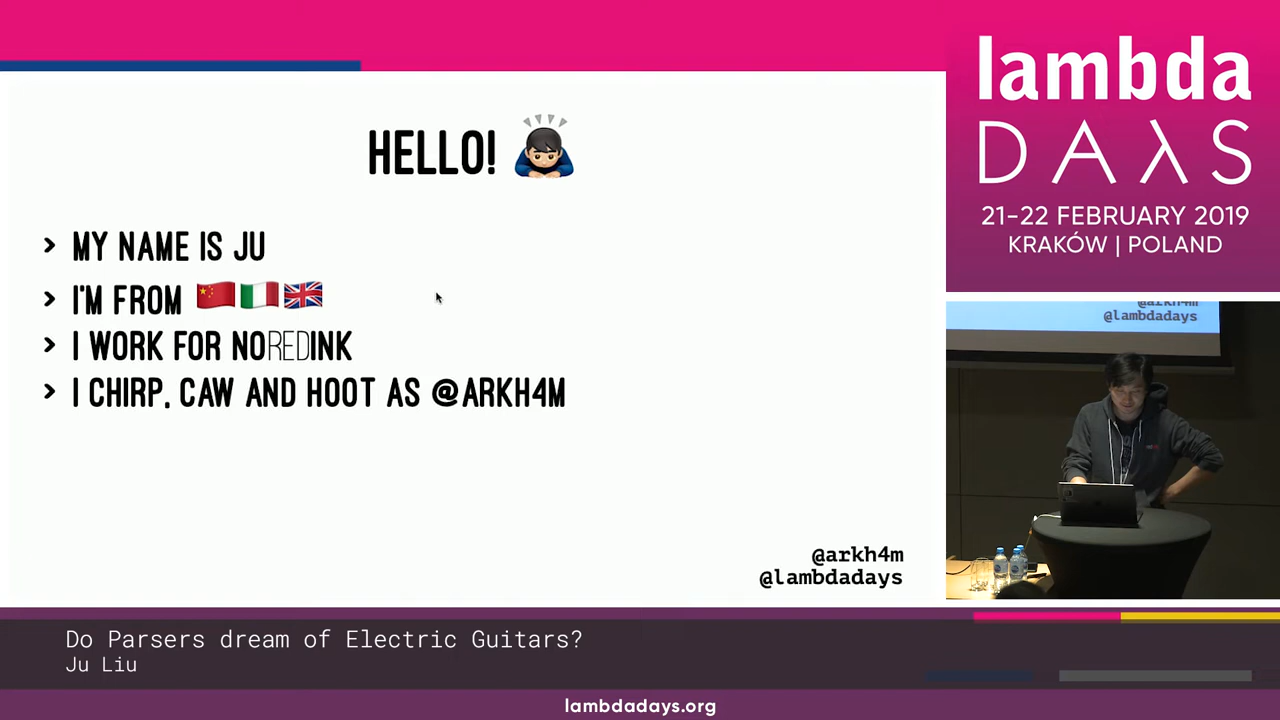 HELLO!
> MY NAME IS JU
> I'M FROM
> I WORK FOR NOREDINK
> I CHIRP, CAW AND HOOT AS @ARKH4M
@arkh4m
@lambdadays
lambda
DAλS
21-22 FEBRUARY 2019
KRAKÓW | POLAND
@arkh4m
@lambdadays
Do Parsers dream of Electric Guitars?
Ju Liu
lambdadays.org